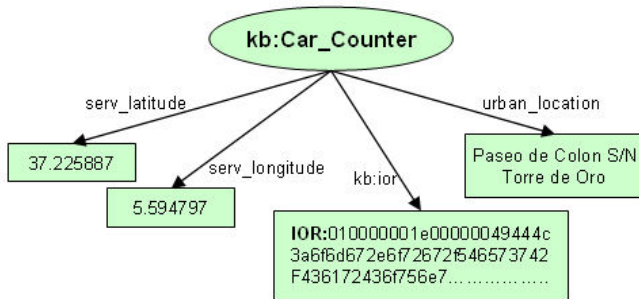 kb:Car_Counter
serv_latitude
urban_location
serv_longitude
kb:ior
37.225887
5.594797
Paseo de Colon S/N
Torre de Oro
IOR:010000001e00000049444c
3a6f6d672e6f72672f546573742
F436172436f756e7……………..